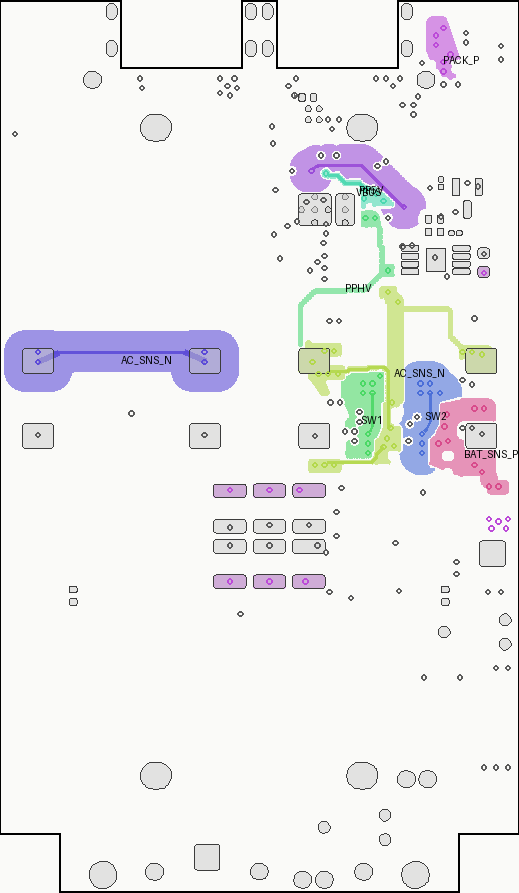 PACK_P
VBUS
PPHV
AC_SNS_N
AC_SNS_N
SW1
SW2
BAT_SNS_P